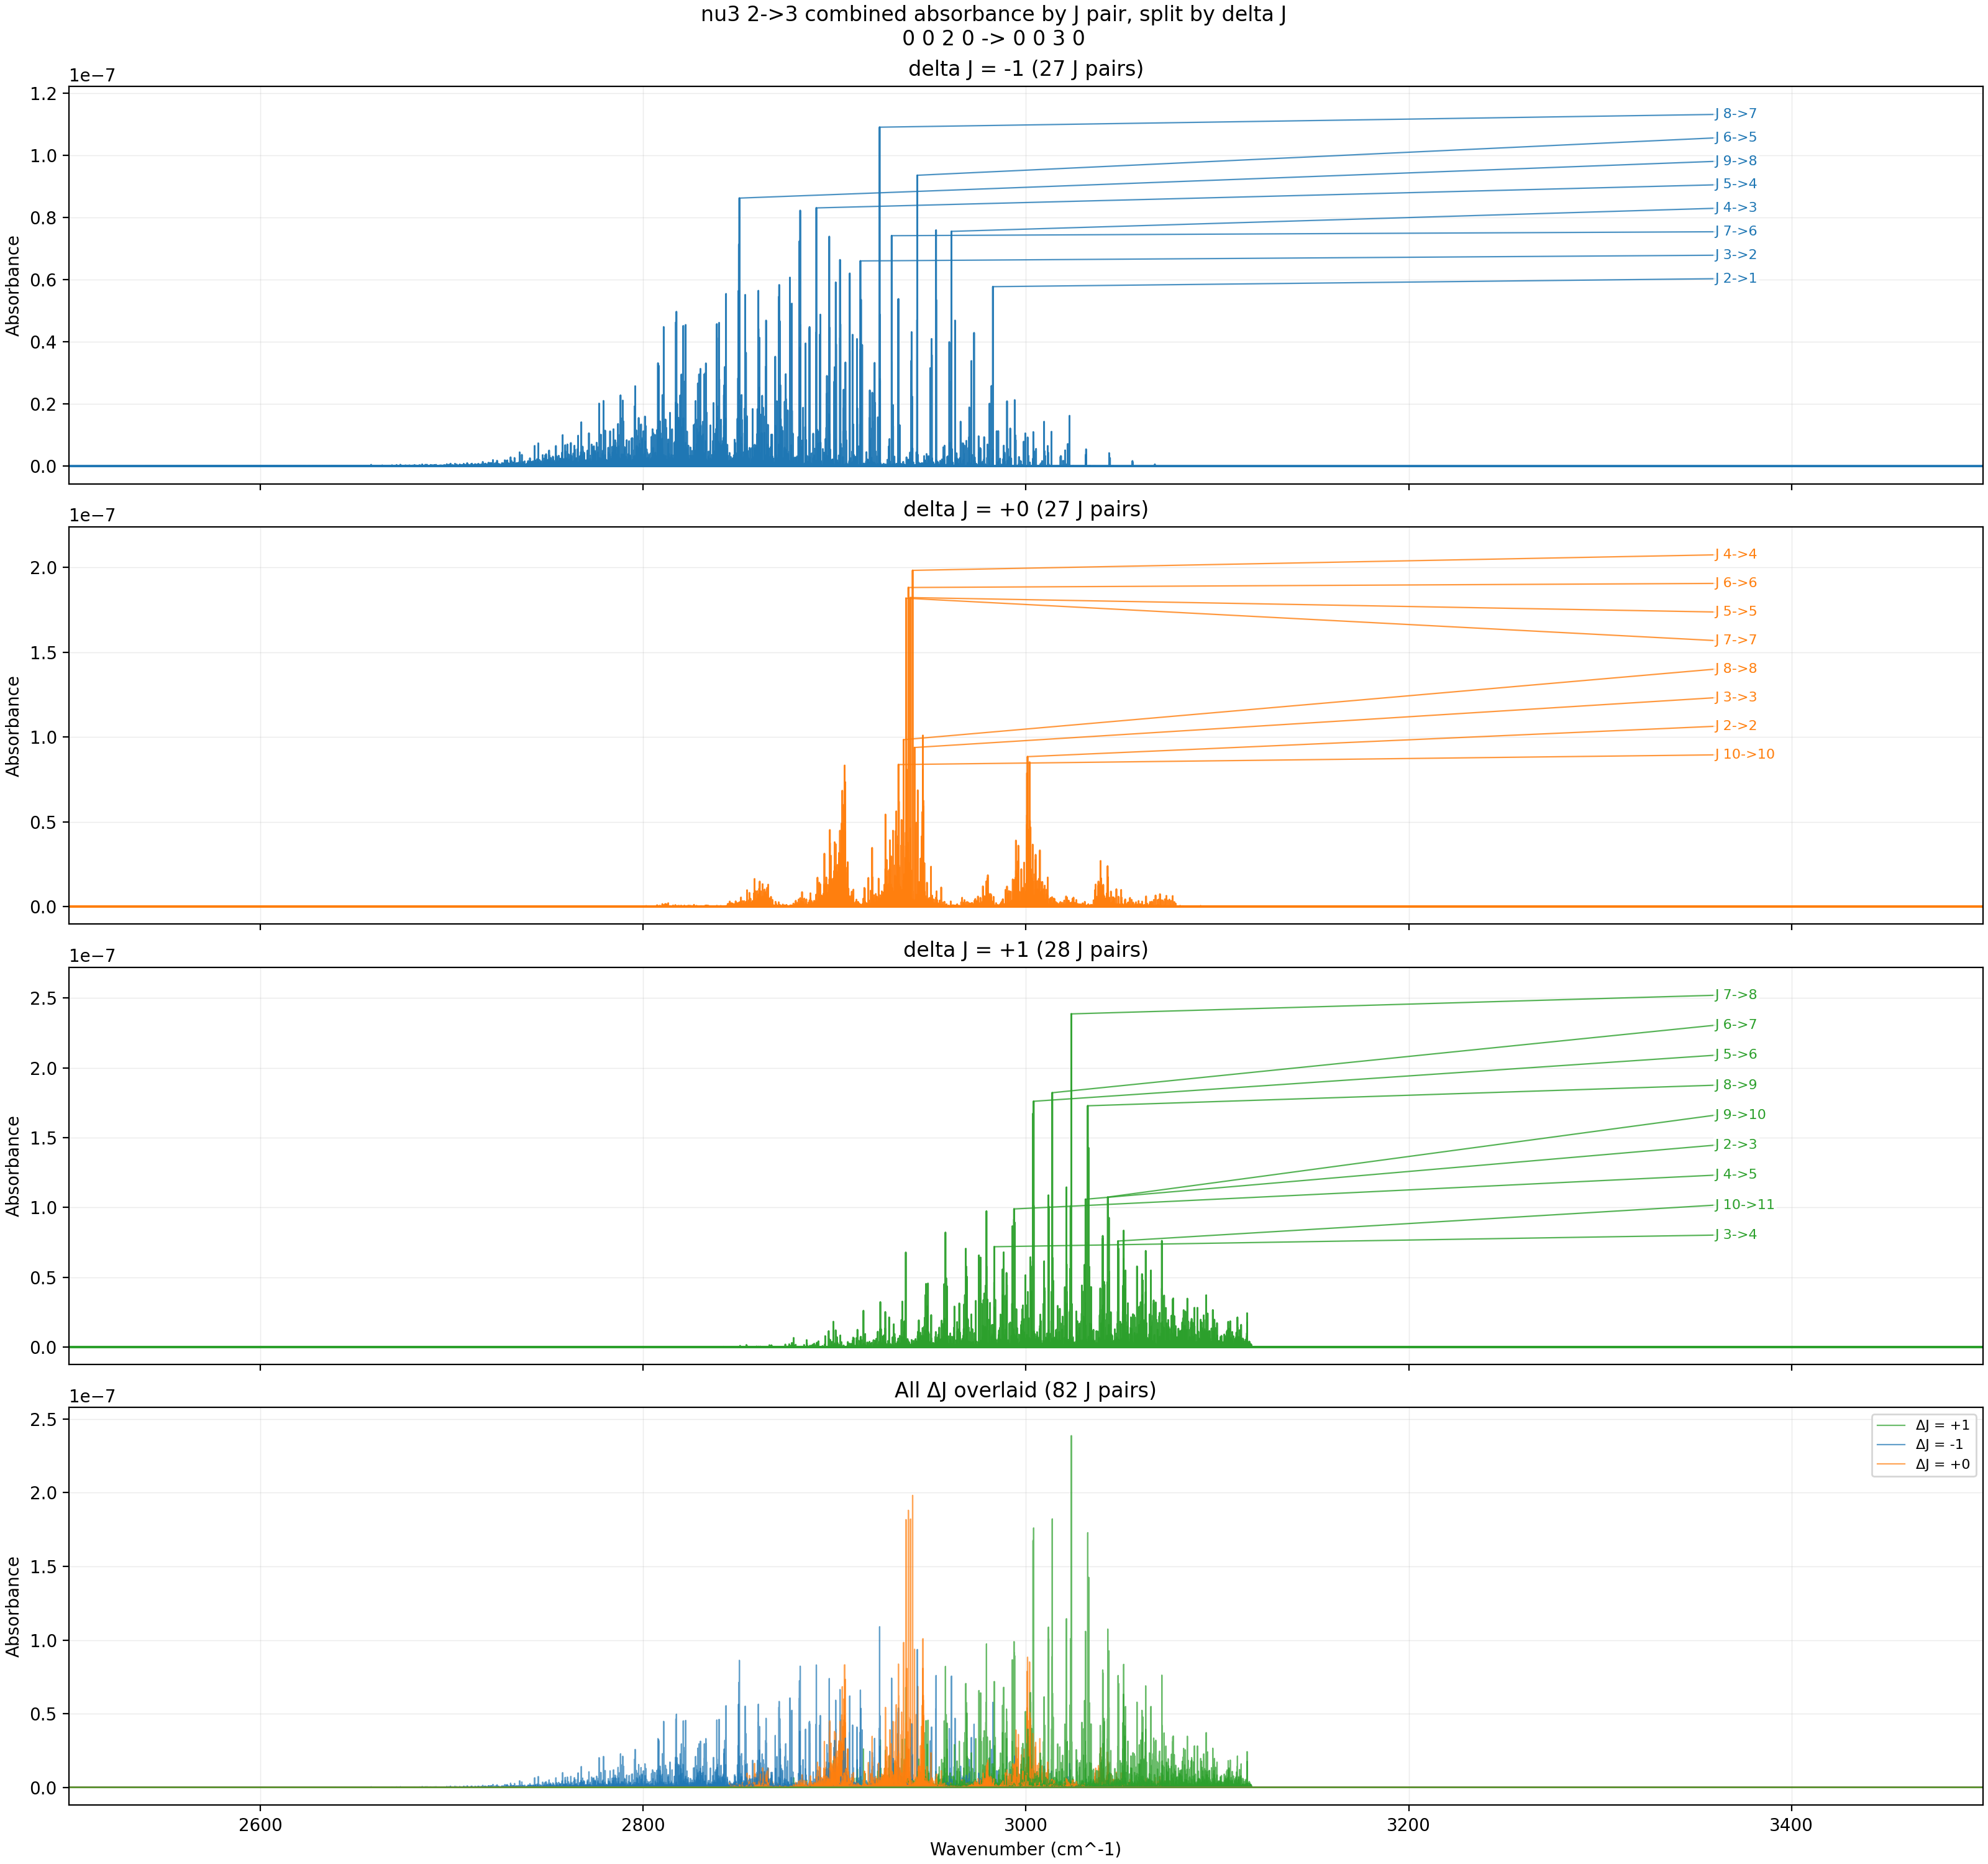 nu3 2->3 combined absorbance by J pair, split by delta J
0 0 2 0 -> 0 0 3 0
delta J = -1 (27 J pairs)
1e−7
1.2
1.0
0.8
0.6
0.4
0.2
0.0
Absorbance
J 8->7
J 6->5
J 9->8
J 5->4
J 4->3
J 7->6
J 3->2
J 2->1
delta J = +0 (27 J pairs)
1e−7
2.0
1.5
1.0
0.5
0.0
Absorbance
J 4->4
J 6->6
J 5->5
J 7->7
J 8->8
J 3->3
J 2->2
J 10->10
delta J = +1 (28 J pairs)
1e−7
2.5
2.0
1.5
1.0
0.5
0.0
Absorbance
J 7->8
J 6->7
J 5->6
J 8->9
J 9->10
J 2->3
J 4->5
J 10->11
J 3->4
All ΔJ overlaid (82 J pairs)
1e−7
2.5
2.0
1.5
1.0
0.5
0.0
Absorbance
ΔJ = +1
ΔJ = -1
ΔJ = +0
2600
2800
3000
3200
3400
Wavenumber (cm^-1)